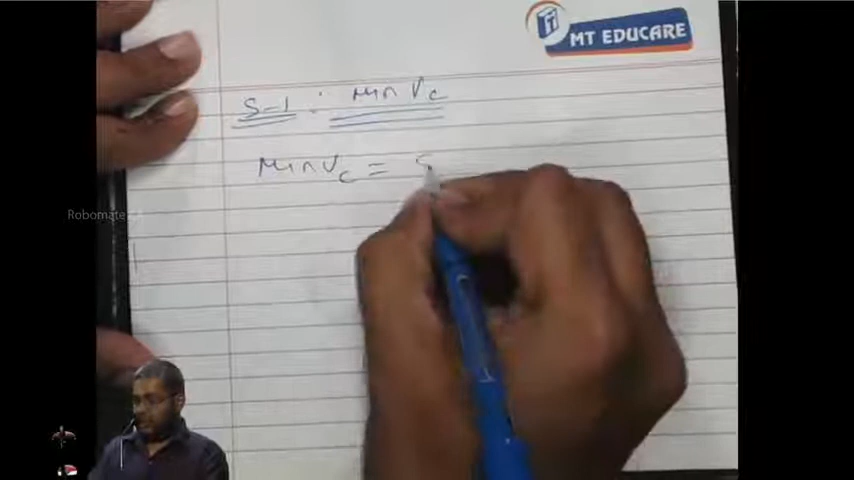 MT EDUCARE
S-1 : Min Vc
Min Vc = S
Robomate